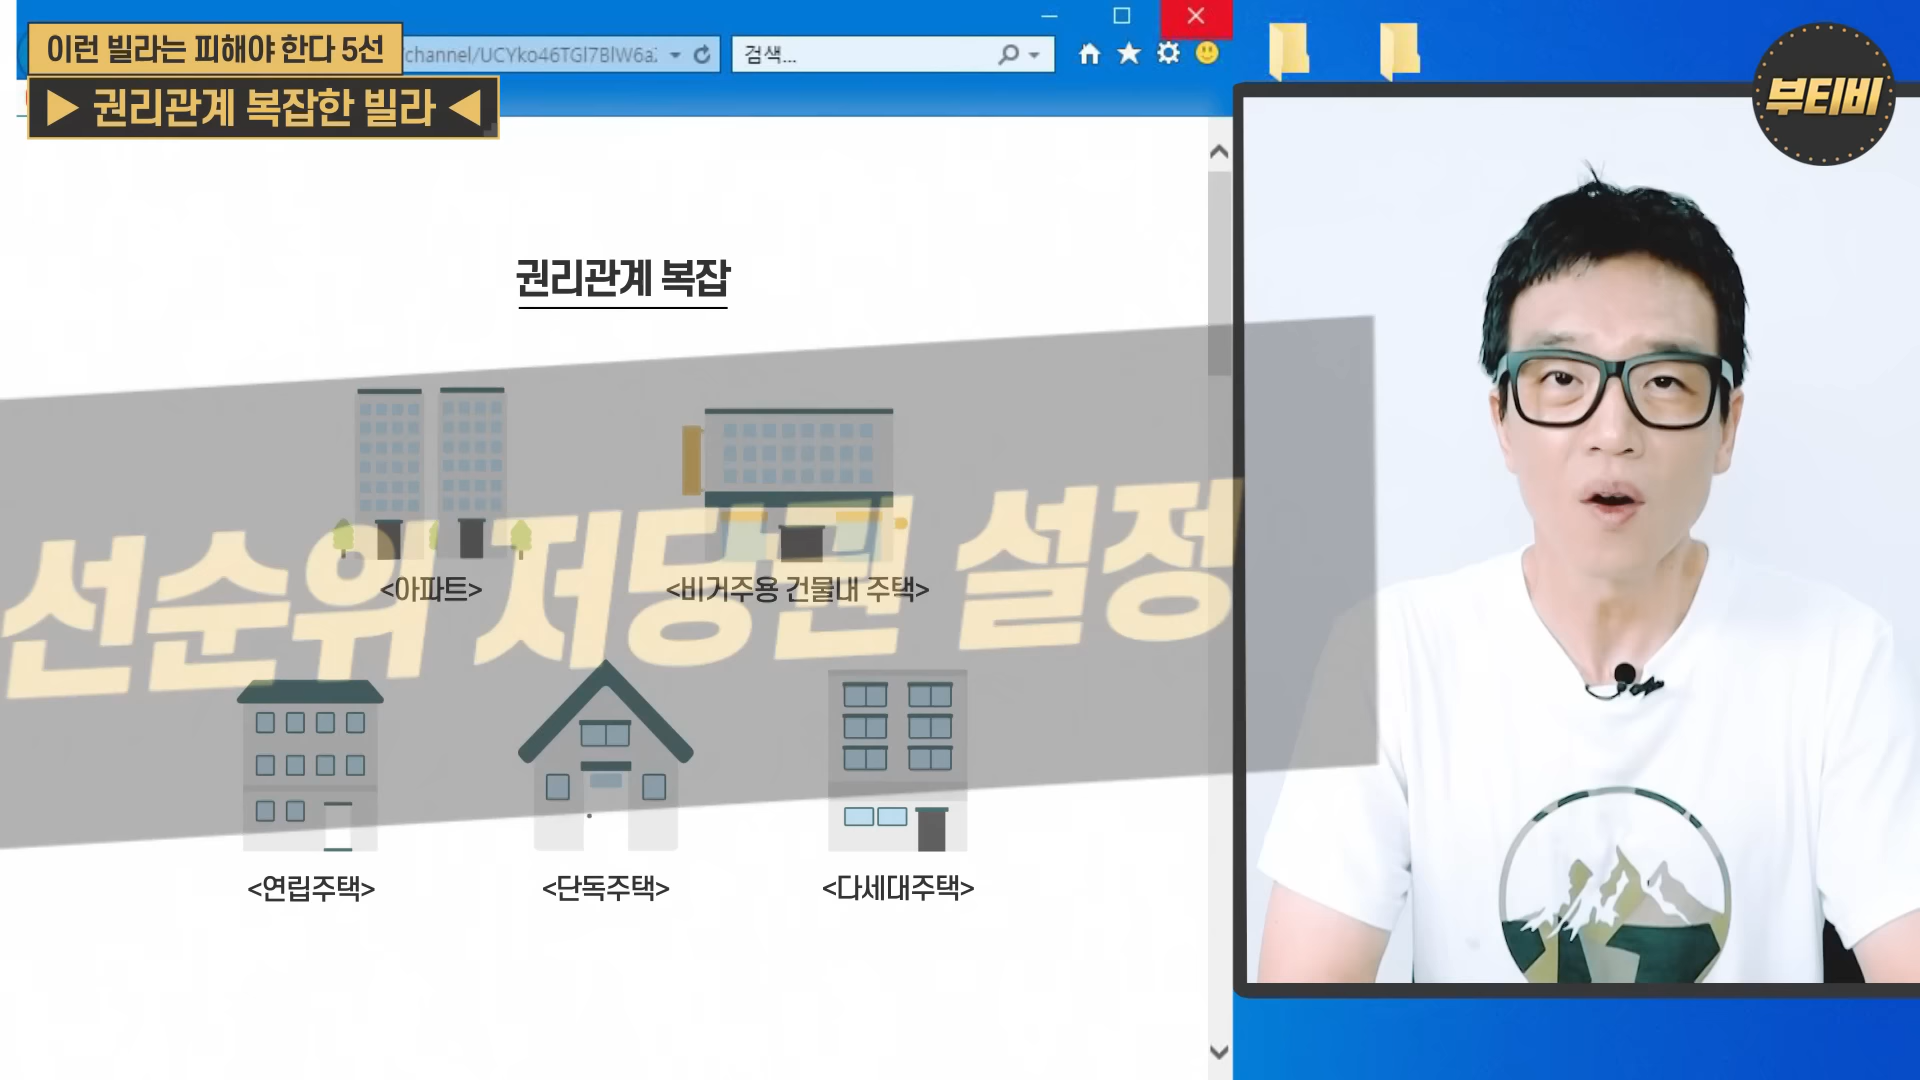 이런 빌라는 피해야 한다 5선
/channel/UCYko46TGl7BlW6a
검색...
▶ 권리관계 복잡한 빌라 ◀
부티비
권리관계 복잡
선순위 저당권 설정
<아파트>
<비거주용 건물내 주택>
<연립주택>
<단독주택>
<다세대주택>